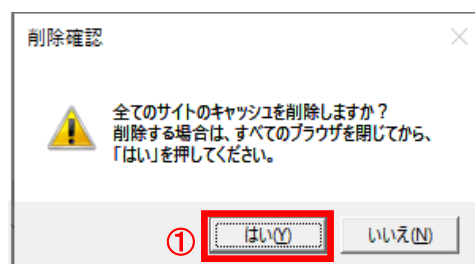 削除確認
全てのサイトのキャッシュを削除しますか？
削除する場合は、すべてのブラウザを閉じてから、
「はい」を押してください。
① はい(Y) いいえ(N)